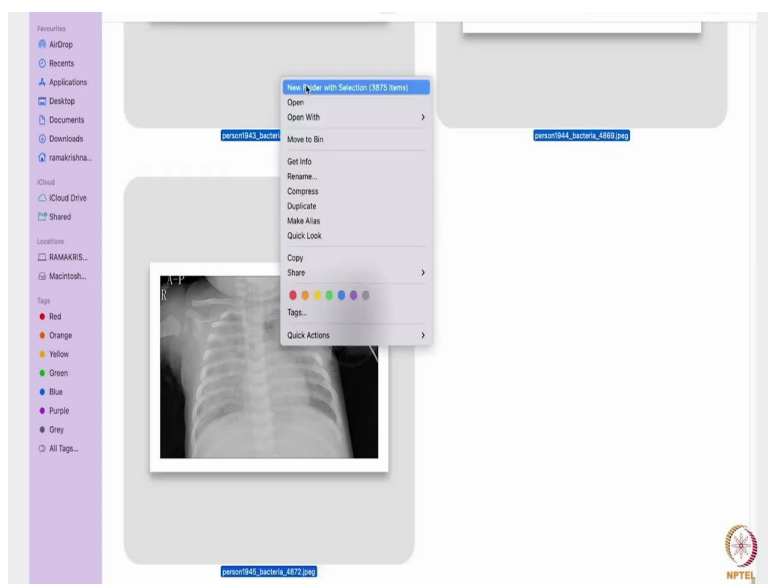 Favourites
AirDrop
Recents
Applications
Desktop
Documents
Downloads
ramakrishna...
iCloud
iCloud Drive
Shared
Locations
RAMAKRIS...
Macintosh...
Tags
Red
Orange
Yellow
Green
Blue
Purple
Grey
All Tags...
New Folder with Selection (3875 Items)
Open
Open With
Move to Bin
Get Info
Rename...
Compress
Duplicate
Make Alias
Quick Look
Copy
Share
Tags...
Quick Actions
person1944_bacteria_4869.jpeg
A-P
R
person1945_bacteria_4872.jpeg
NPTEL